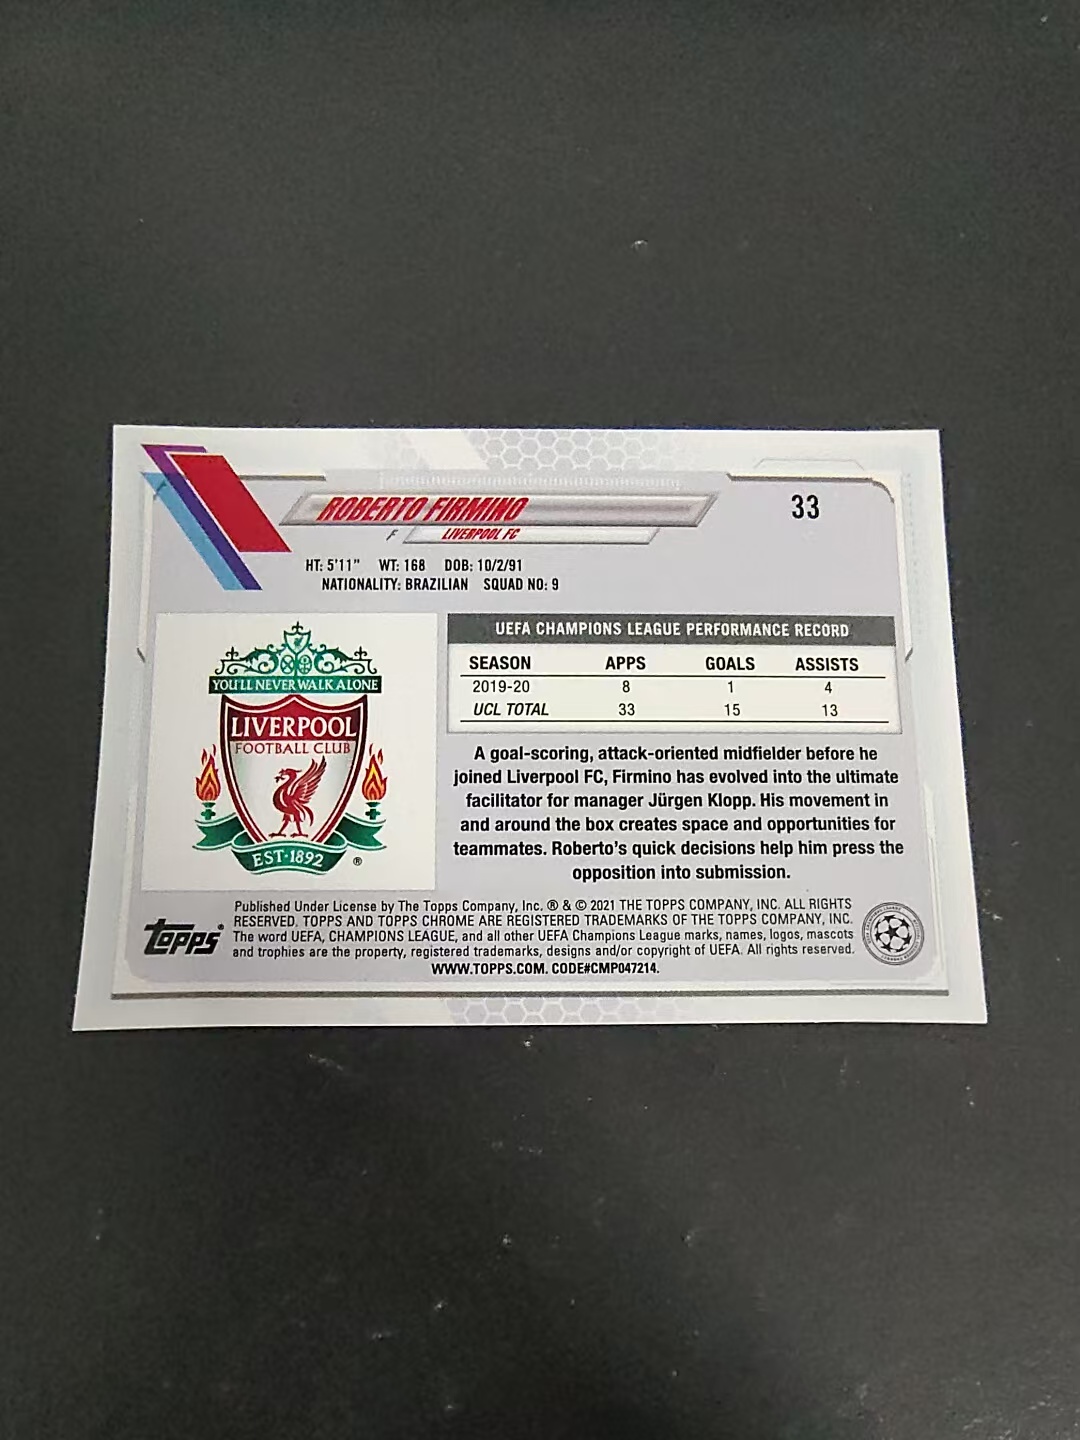 ROBERTO FIRMINO
33
F LIVERPOOL FC
HT: 5'11" WT: 168 DOB: 10/2/91
NATIONALITY: BRAZILIAN SQUAD NO: 9
YOU'LL NEVER WALK ALONE
LIVERPOOL
FOOTBALL CLUB
EST·1892 ®
UEFA CHAMPIONS LEAGUE PERFORMANCE RECORD
SEASON APPS GOALS ASSISTS
2019-20 8 1 4
UCL TOTAL 33 15 13
A goal-scoring, attack-oriented midfielder before he
joined Liverpool FC, Firmino has evolved into the ultimate
facilitator for manager Jürgen Klopp. His movement in
and around the box creates space and opportunities for
teammates. Roberto's quick decisions help him press the
opposition into submission.
topps®
Published Under License by The Topps Company, Inc. ® & © 2021 THE TOPPS COMPANY, INC. ALL RIGHTS
RESERVED. TOPPS AND TOPPS CHROME ARE REGISTERED TRADEMARKS OF THE TOPPS COMPANY, INC.
The word UEFA, CHAMPIONS LEAGUE, and all other UEFA Champions League marks, names, logos, mascots
and trophies are the property, registered trademarks, designs and/or copyright of UEFA. All rights reserved.
WWW.TOPPS.COM. CODE#CMP047214.